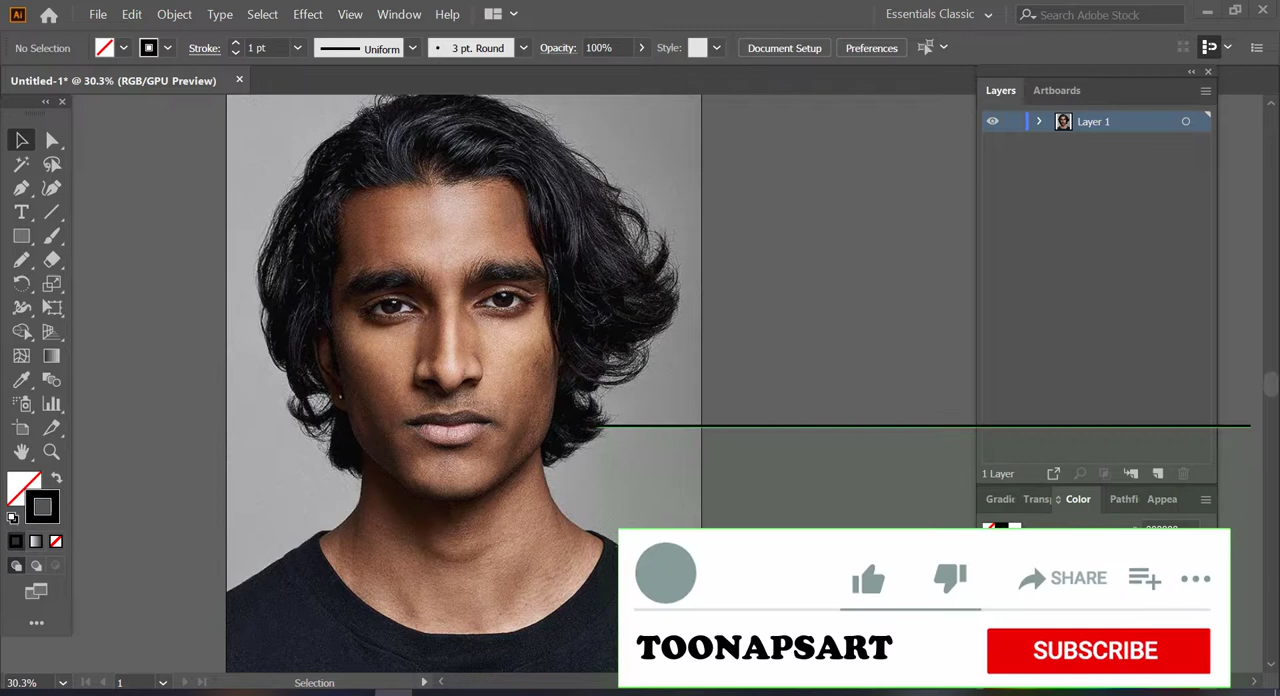 Ai File Edit Object Type Select Effect View Window Help Essentials Classic Search Adobe Stock
No Selection Stroke: 1 pt Uniform 3 pt. Round Opacity: 100% Style: Document Setup Preferences
Untitled-1* @ 30.3% (RGB/GPU Preview)
Layers Artboards
Layer 1
1 Layer
Gradie Transp Color Pathfi Appea
SHARE
TOONAPSART SUBSCRIBE
30.3% 1 Selection